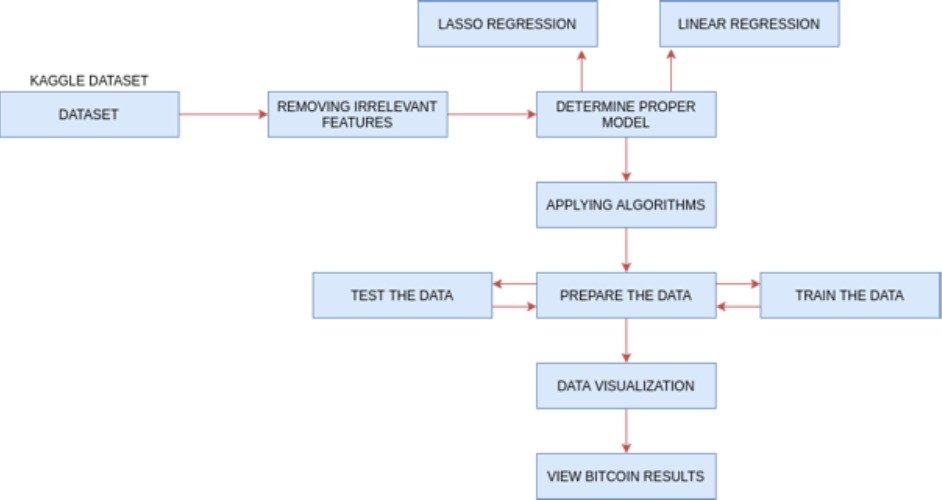 LASSO REGRESSION
LINEAR REGRESSION
KAGGLE DATASET
DATASET
REMOVING IRRELEVANT
FEATURES
DETERMINE PROPER
MODEL
APPLYING ALGORITHMS
TEST THE DATA
PREPARE THE DATA
TRAIN THE DATA
DATA VISUALIZATION
VIEW BITCOIN RESULTS